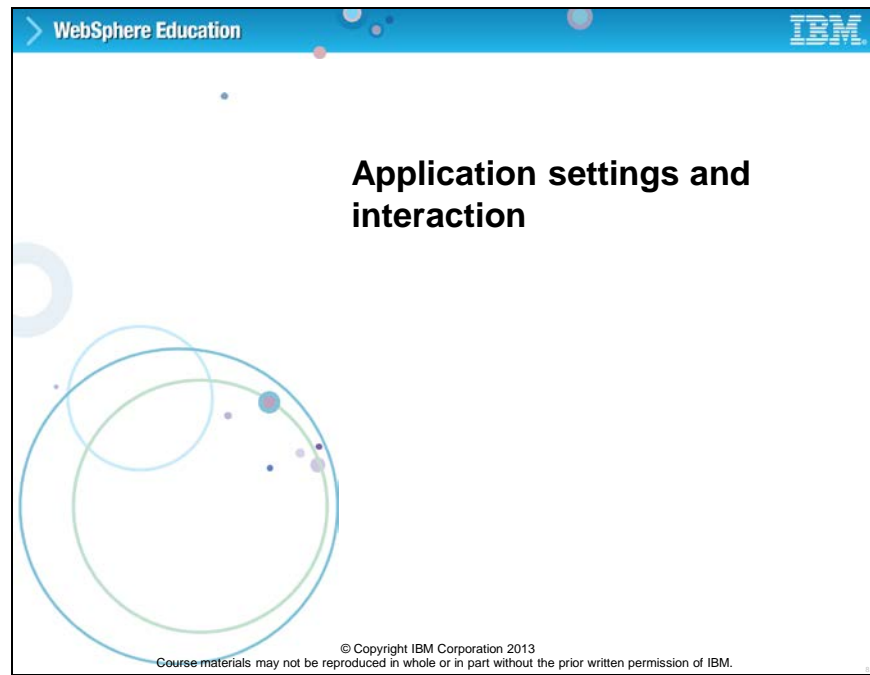 WebSphere Education
IBM
Application settings and
interaction
© Copyright IBM Corporation 2013
Course materials may not be reproduced in whole or in part without the prior written permission of IBM.